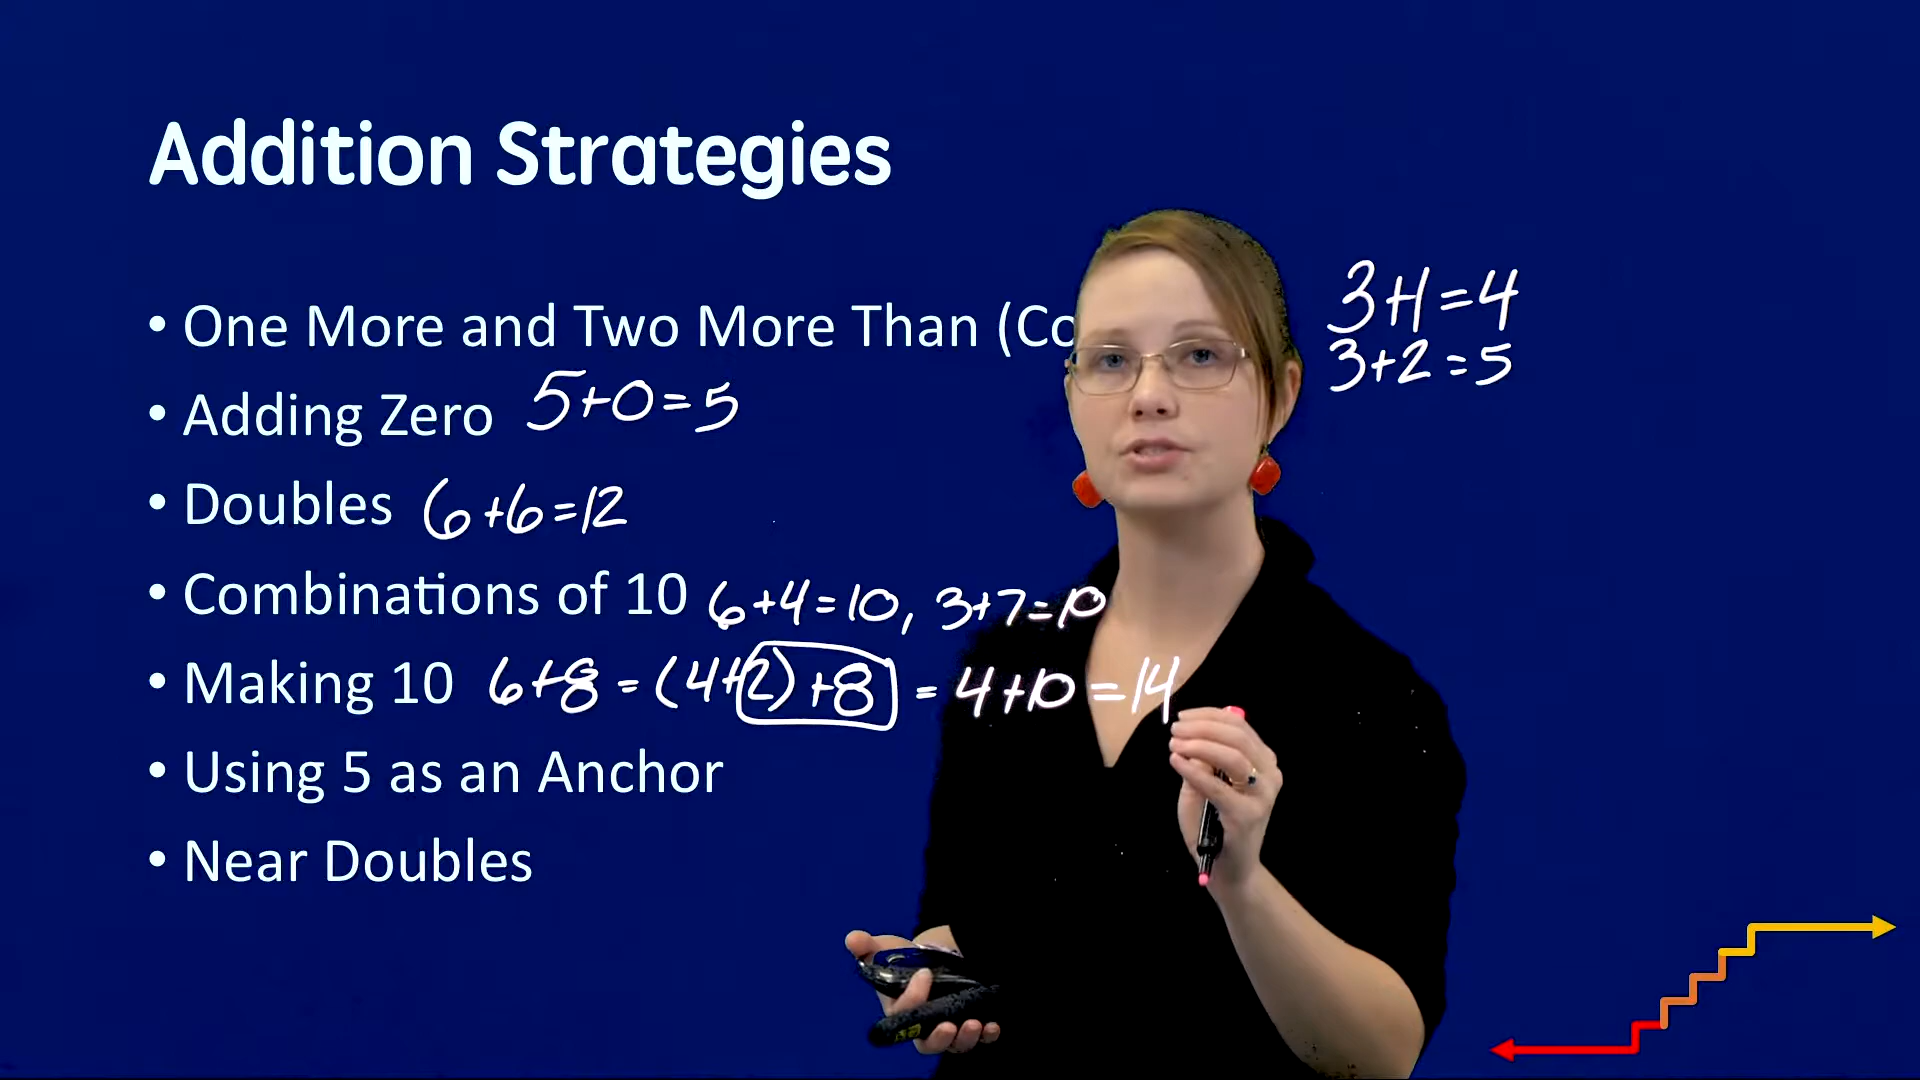 Addition Strategies
• One More and Two More Than (Co
3+1=4
3+2=5
• Adding Zero 5+0=5
• Doubles 6+6=12
• Combinations of 10 6+4=10, 3+7=10
• Making 10 6+8=(4+2)+8=4+10=14
• Using 5 as an Anchor
• Near Doubles